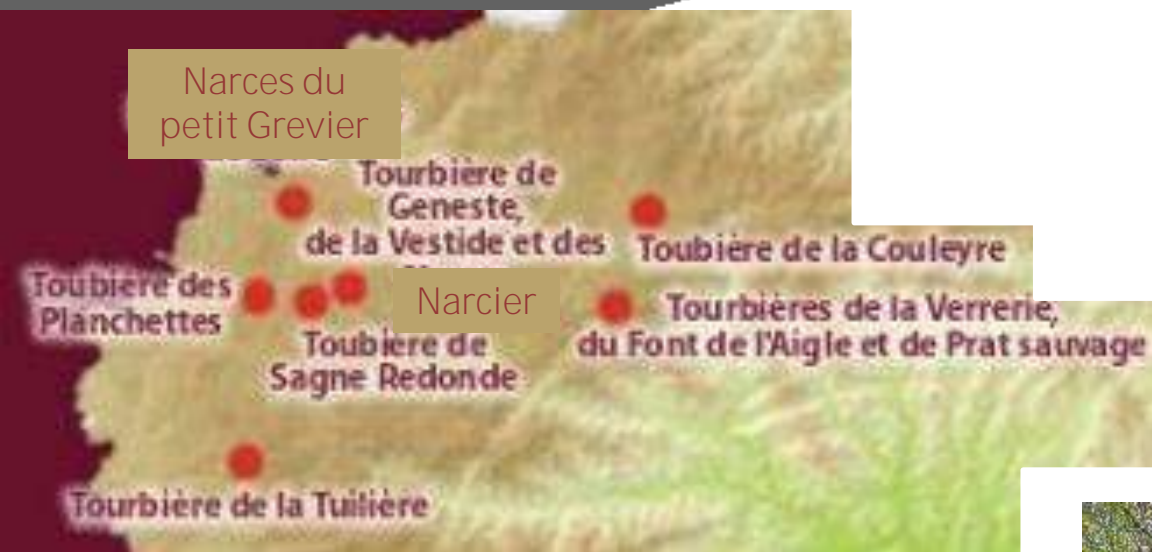 Narces du
petit Grevier
Tourbière de
Geneste,
de la Vestide et des
Toubière de la Couleyre
Toubière des
Planchettes
Narcier
Tourbières de la Verrerie,
du Font de l'Aigle et de Prat sauvage
Toubière de
Sagne Redonde
Tourbière de la Tuilière